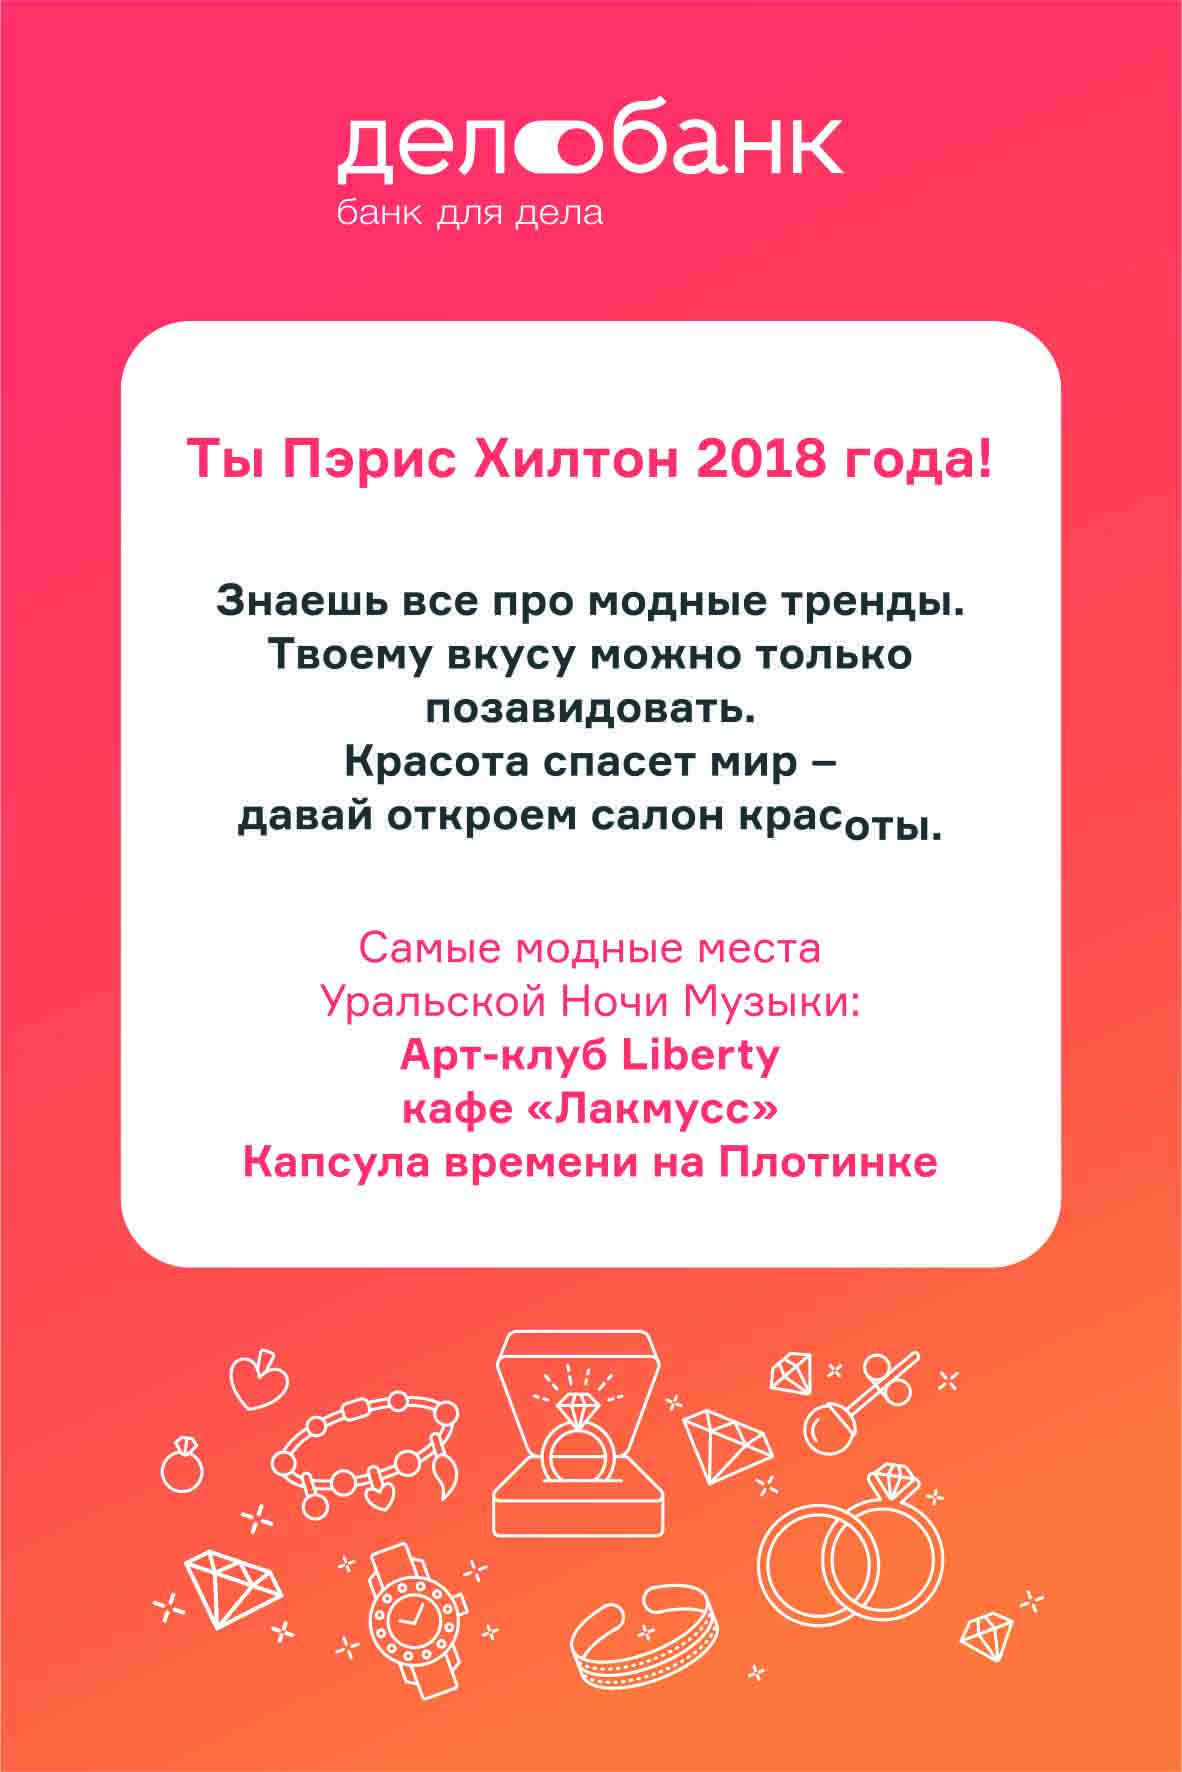 делобанк
банк для дела
Ты Пэрис Хилтон 2018 года!
Знаешь все про модные тренды.
Твоему вкусу можно только
позавидовать.
Красота спасет мир –
давай откроем салон красоты.
Самые модные места
Уральской Ночи Музыки:
Арт-клуб Liberty
кафе «Лакмусс»
Капсула времени на Плотинке